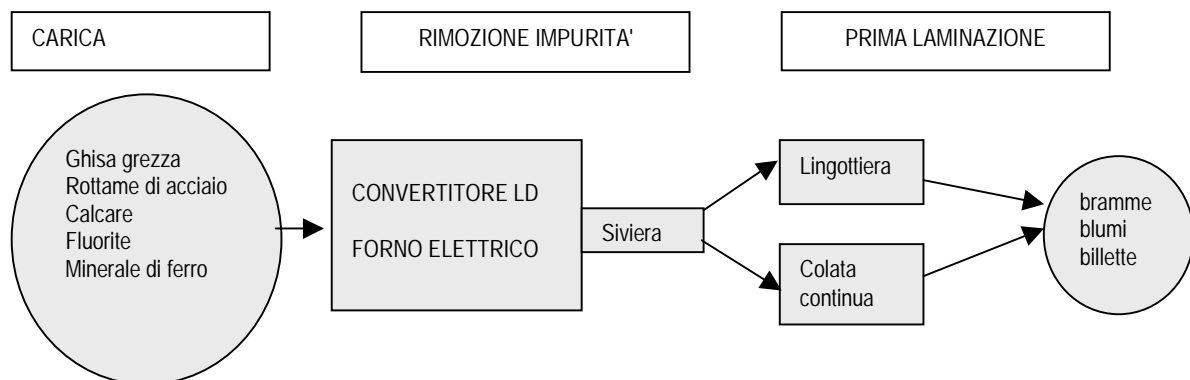 CARICA
RIMOZIONE IMPURITA'
PRIMA LAMINAZIONE
Ghisa grezza
Rottame di acciaio
Calcare
Fluorite
Minerale di ferro
CONVERTITORE LD
FORNO ELETTRICO
Siviera
Lingottiera
Colata
continua
bramme
blumi
billette